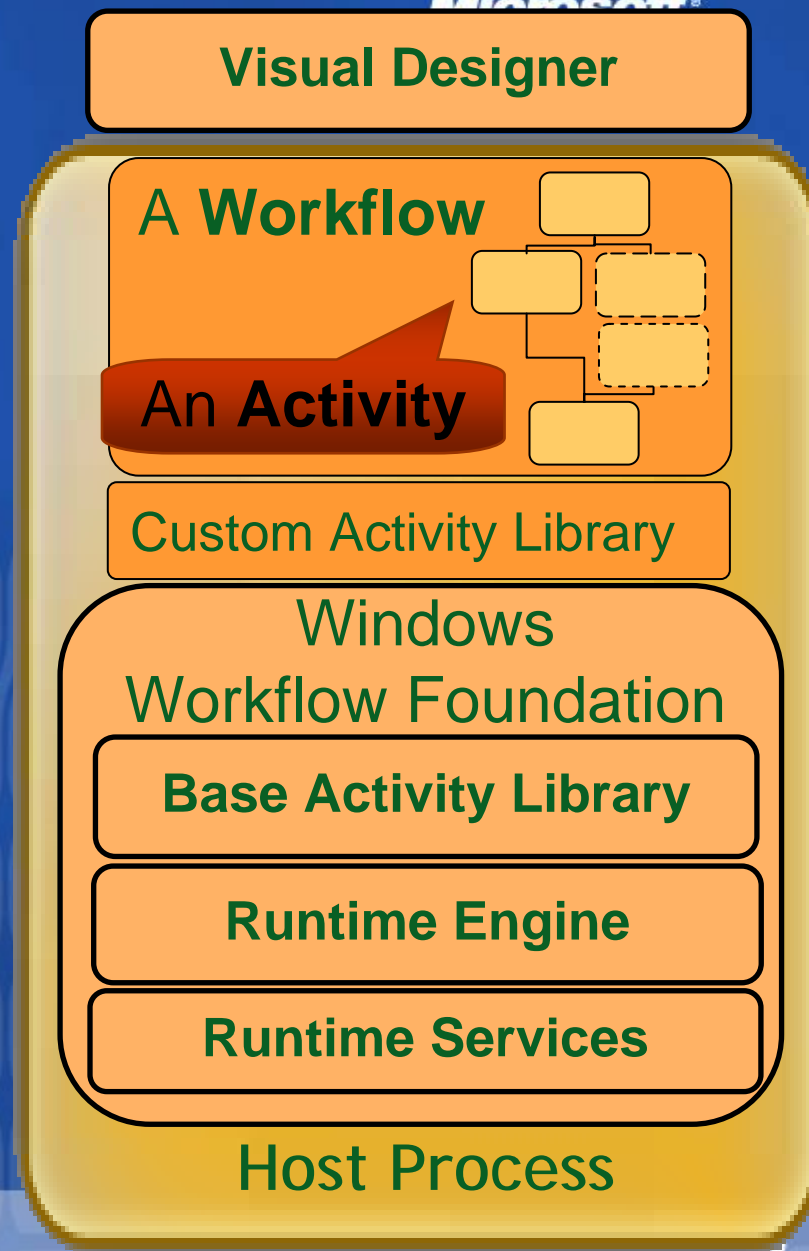 Microsoft
Visual Designer
A Workflow
An Activity
Custom Activity Library
Windows
Workflow Foundation
Base Activity Library
Runtime Engine
Runtime Services
Host Process